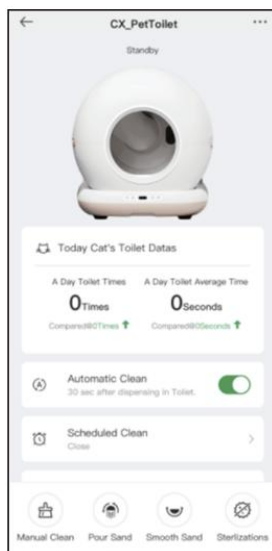 CX_PetToilet
Standby
Today Cat's Toilet Datas
A Day Toilet Times
A Day Toilet Average Time
0Times
0Seconds
Compared@0Times ↑
Compared@0Seconds ↑
Automatic Clean
30 sec after dispensing in Toilet.
Scheduled Clean
Close
Manual Clean
Pour Sand
Smooth Sand
Sterlizations